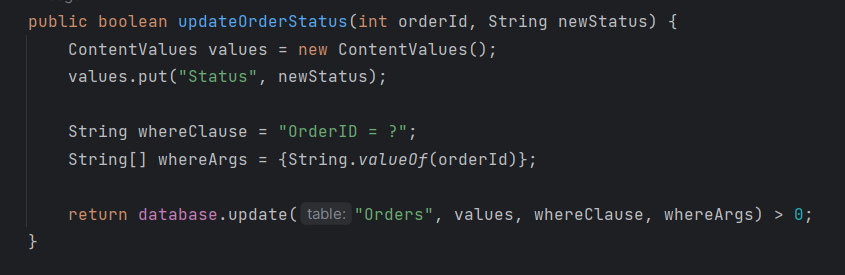 public boolean updateOrderStatus(int orderId, String newStatus) {
    ContentValues values = new ContentValues();
    values.put("Status", newStatus);

    String whereClause = "OrderID = ?";
    String[] whereArgs = {String.valueOf(orderId)};

    return database.update( table: "Orders", values, whereClause, whereArgs) > 0;
}